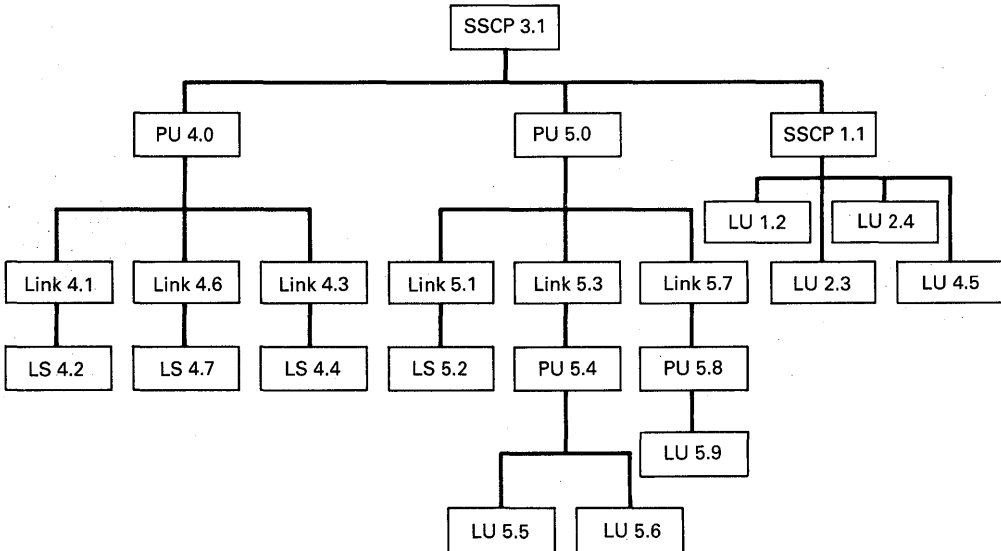 SSCP 3.1
PU 4.0
PU 5.0
SSCP 1.1
LU 1.2
LU 2.4
Link 4.1
Link 4.6
Link 4.3
Link 5.1
Link 5.3
Link 5.7
LU 2.3
LU 4.5
LS 4.2
LS 4.7
LS 4.4
LS 5.2
PU 5.4
PU 5.8
LU 5.9
LU 5.5
LU 5.6